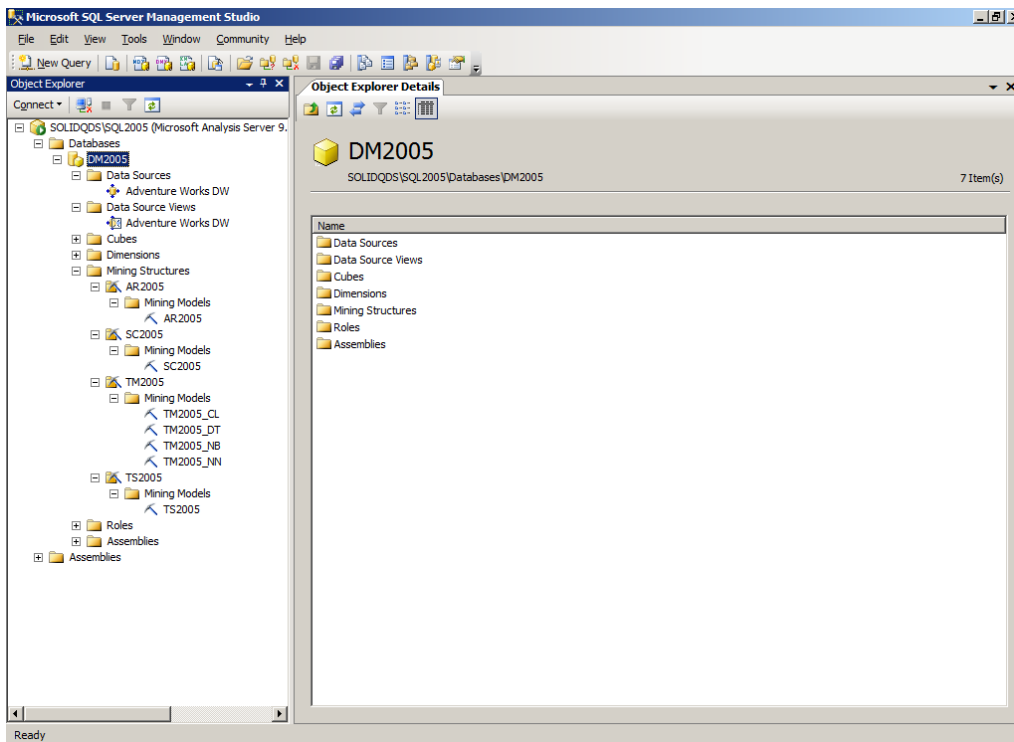 Microsoft SQL Server Management Studio
File Edit View Tools Window Community Help
New Query
Object Explorer
Connect
SOLIDQDS\SQL2005 (Microsoft Analysis Server 9.
Databases
DM2005
Data Sources
Adventure Works DW
Data Source Views
Adventure Works DW
Cubes
Dimensions
Mining Structures
AR2005
Mining Models
AR2005
SC2005
Mining Models
SC2005
TM2005
Mining Models
TM2005_CL
TM2005_DT
TM2005_NB
TM2005_NN
TS2005
Mining Models
TS2005
Roles
Assemblies
Assemblies
Object Explorer Details
DM2005
SOLIDQDS\SQL2005\Databases\DM2005
7 Item(s)
Name
Data Sources
Data Source Views
Cubes
Dimensions
Mining Structures
Roles
Assemblies
Ready